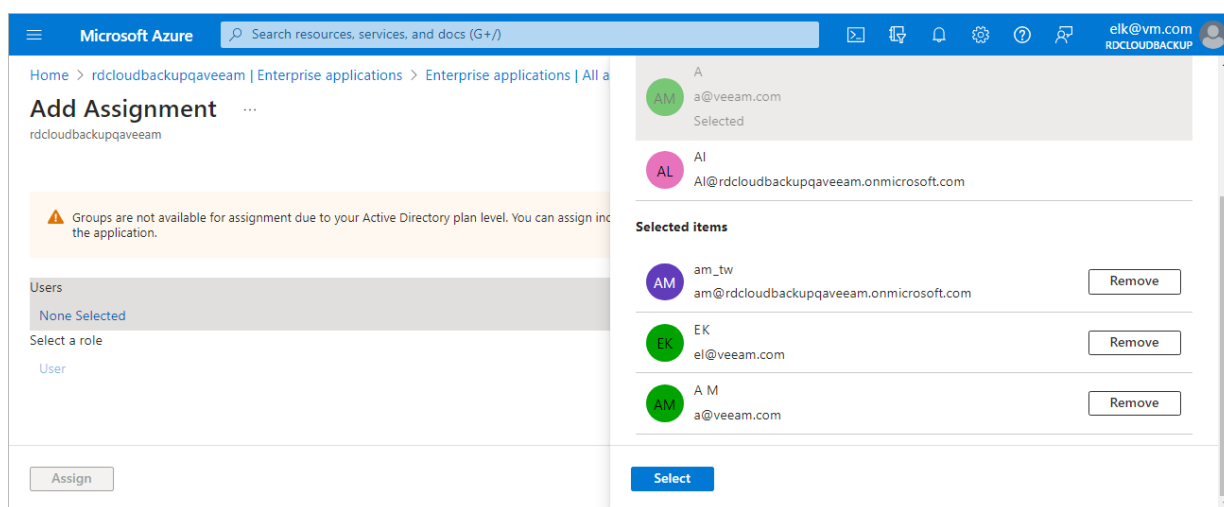 Microsoft Azure
Search resources, services, and docs (G+/)
elk@vm.com
RDCLOUDBACKUP
Home > rdcloudbackupqaveeam | Enterprise applications > Enterprise applications | All a
Add Assignment ...
rdcloudbackupqaveeam
Groups are not available for assignment due to your Active Directory plan level. You can assign inc
the application.
Users
None Selected
Select a role
User
Assign
AM
A
a@veeam.com
Selected
AL
Al
Al@rdcloudbackupqaveeam.onmicrosoft.com
Selected items
AM
am_tw
am@rdcloudbackupqaveeam.onmicrosoft.com
Remove
EK
EK
el@veeam.com
Remove
AM
A M
a@veeam.com
Remove
Select